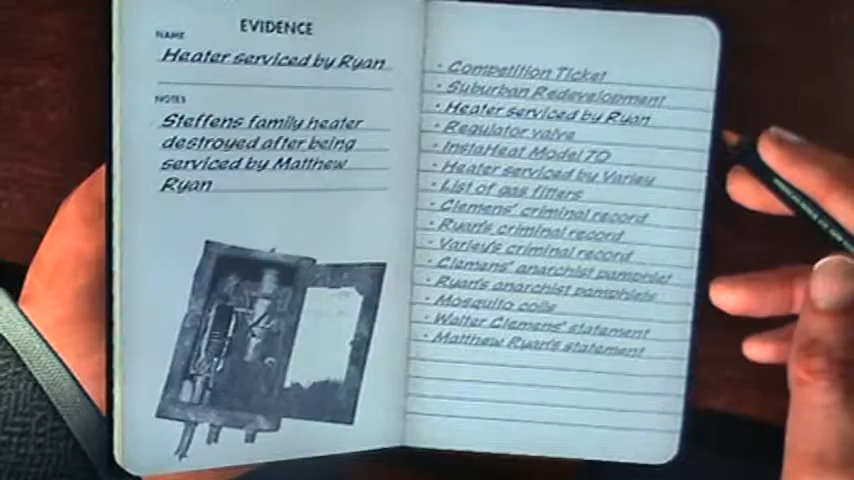 EVIDENCE
NAME
Heater serviced by Ryan
NOTES
Steffens family heater
destroyed after being
serviced by Matthew
Ryan
• Competition Ticket
• Suburban Redevelopment
• Heater serviced by Ryan
• Regulator valve
• InstaHeat Model 70
• Heater serviced by Varley
• List of gas fitters
• Clemens' criminal record
• Ryan's criminal record
• Varley's criminal record
• Clemens' anarchist pamphlet
• Ryan's anarchist pamphlets
• Mosquito coils
• Walter Clemens' statement
• Matthew Ryan's statement